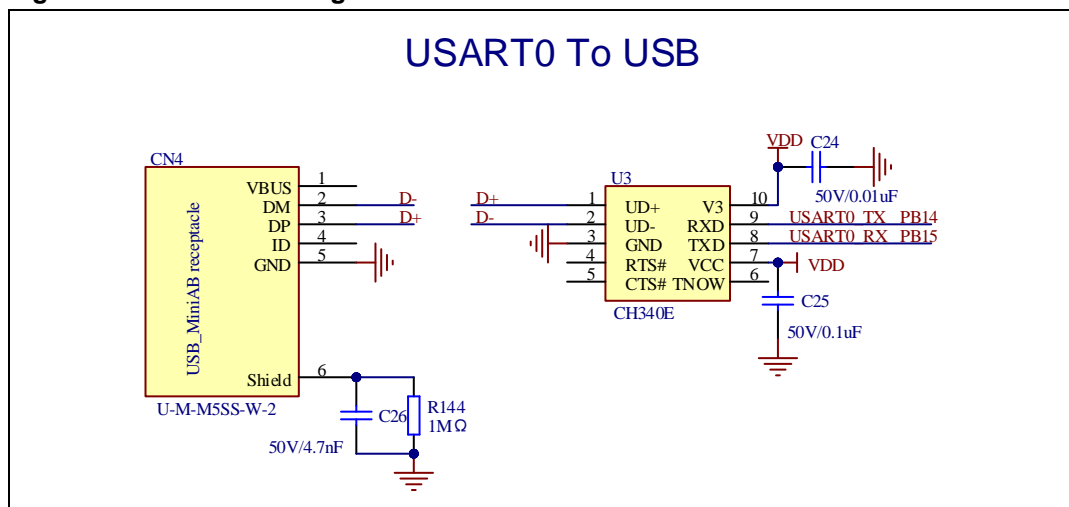 USART0 To USB
CN4
VBUS 1
DM 2 D-
DP 3 D+
ID 4
GND 5
USB_MiniAB receptacle
Shield 6
U-M-M5SS-W-2
C26
50V/4.7nF
R144
1MΩ
U3
D+ 1 UD+ V3 10
D- 2 UD- RXD 9 USART0_TX_PB14
3 GND TXD 8 USART0_RX_PB15
4 RTS# VCC 7 VDD
5 CTS# TNOW 6
CH340E
VDD
C24
50V/0.01uF
C25
50V/0.1uF